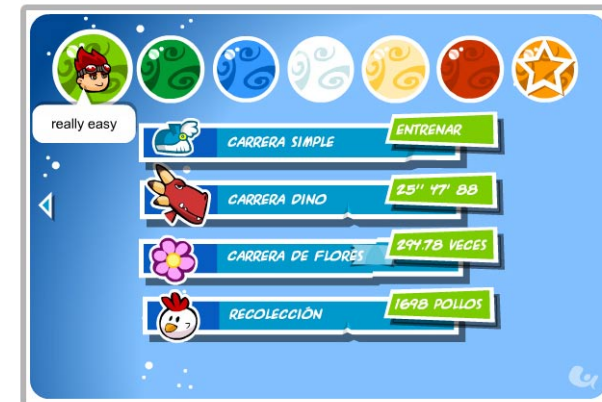 really easy
CARRERA SIMPLE
ENTRENAR
CARRERA DINO
25'' 47' 88
CARRERA DE FLORES
294.78 VECES
RECOLECCIÓN
1698 POLLOS